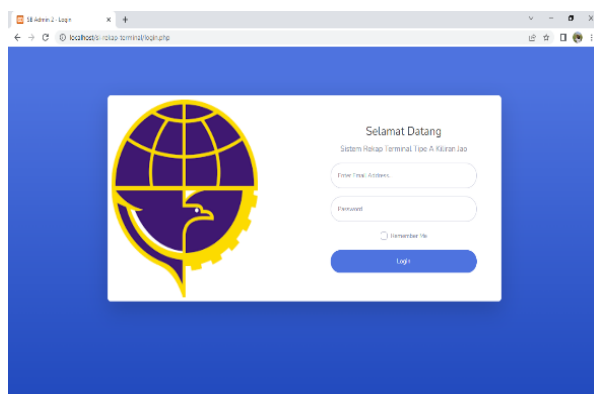 SB Admin 2 - Login
localhost/si-rekap-terminal/login.php
Selamat Datang
Sistem Rekap Terminal Tipe A Kiliran Jao
Enter Email Address...
Password
Remember Me
Login